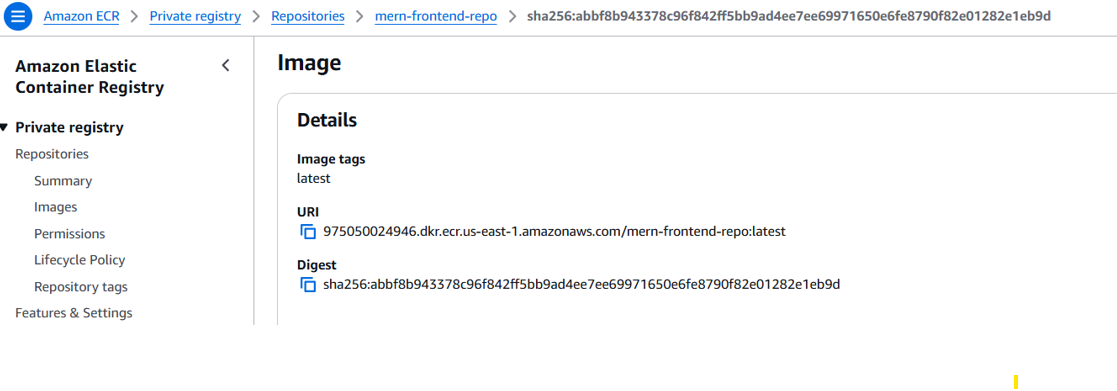 Amazon ECR > Private registry > Repositories > mern-frontend-repo > sha256:abbf8b943378c96f842ff5bb9ad4ee7ee69971650e6fe8790f82e01282e1eb9d
Amazon Elastic
Container Registry
Private registry
Repositories
Summary
Images
Permissions
Lifecycle Policy
Repository tags
Features & Settings
Image
Details
Image tags
latest
URI
975050024946.dkr.ecr.us-east-1.amazonaws.com/mern-frontend-repo:latest
Digest
sha256:abbf8b943378c96f842ff5bb9ad4ee7ee69971650e6fe8790f82e01282e1eb9d